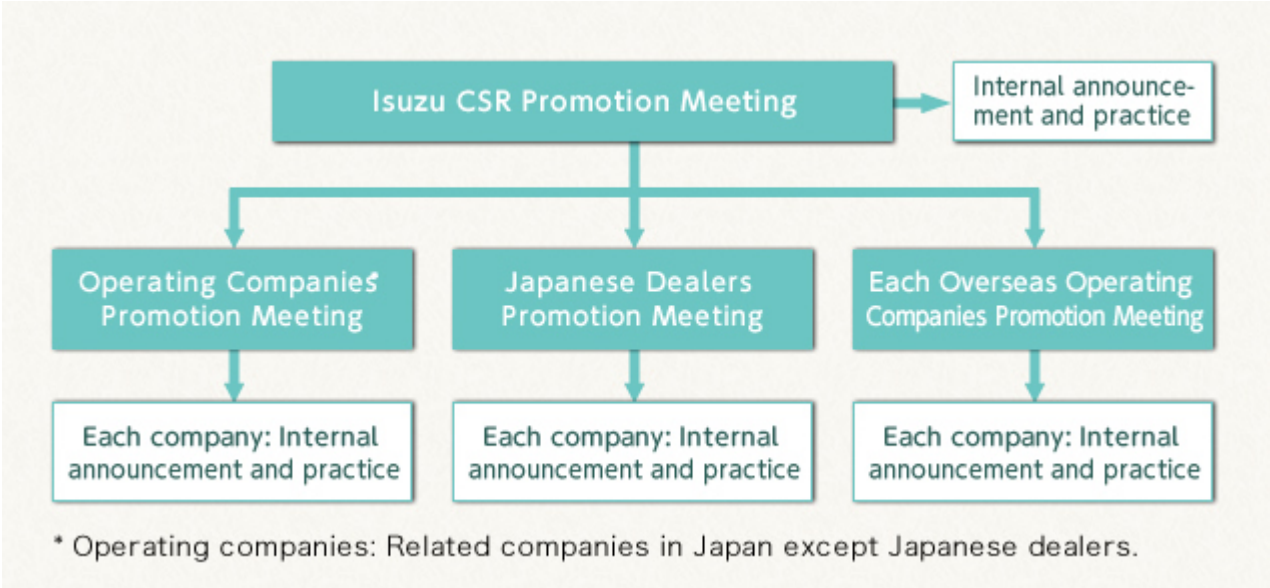 Isuzu CSR Promotion Meeting
Internal announce-
ment and practice
Operating Companies*
Promotion Meeting
Japanese Dealers
Promotion Meeting
Each Overseas Operating
Companies Promotion Meeting
Each company: Internal
announcement and practice
Each company: Internal
announcement and practice
Each company: Internal
announcement and practice
* Operating companies: Related companies in Japan except Japanese dealers.